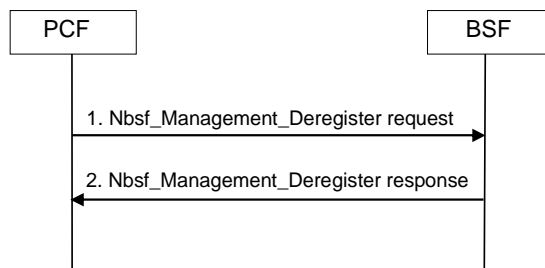 PCF
BSF
1. Nbsf_Management_Deregister request
2. Nbsf_Management_Deregister response